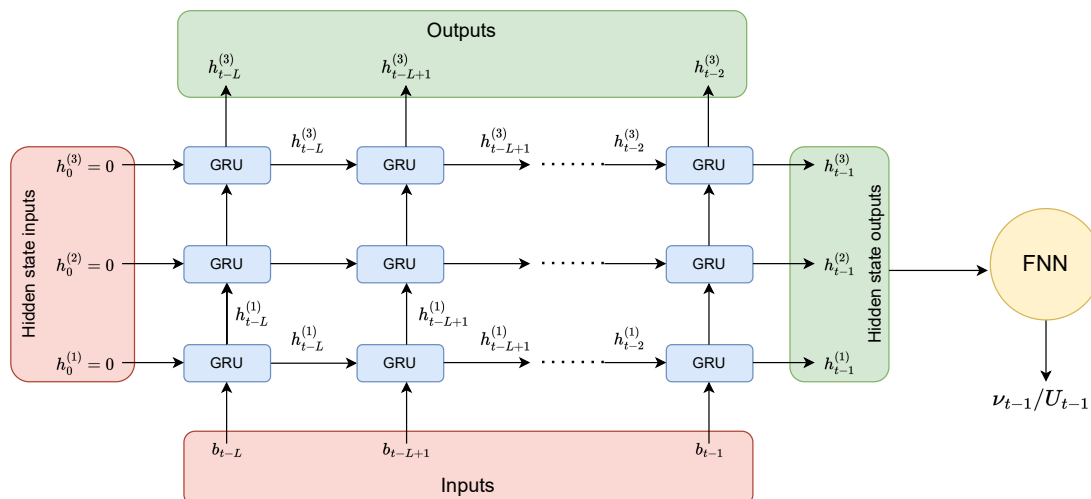 Outputs
h_{t-L}^{(3)} h_{t-L+1}^{(3)} h_{t-2}^{(3)}
h_{t-L}^{(3)} h_{t-L+1}^{(3)} h_{t-2}^{(3)}
h_0^{(3)} = 0 GRU GRU ······· GRU h_{t-1}^{(3)}
Hidden state inputs
h_0^{(2)} = 0 GRU GRU ······· GRU h_{t-1}^{(2)}
Hidden state outputs
FNN
h_{t-L}^{(1)} h_{t-L+1}^{(1)}
h_{t-L}^{(1)} h_{t-L+1}^{(1)} h_{t-2}^{(1)}
h_0^{(1)} = 0 GRU GRU ······· GRU h_{t-1}^{(1)}
ν_{t-1}/U_{t-1}
b_{t-L} b_{t-L+1} b_{t-1}
Inputs